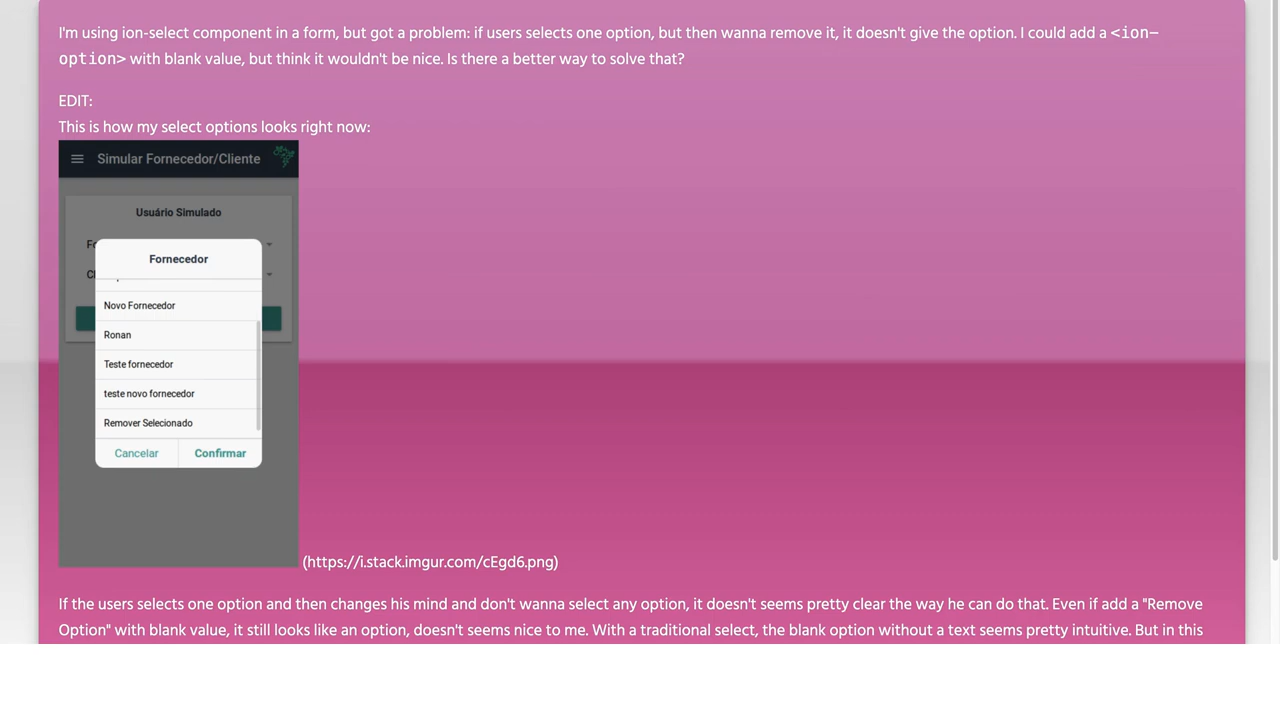 I'm using ion-select component in a form, but got a problem: if users selects one option, but then wanna remove it, it doesn't give the option. I could add a <ion-
option> with blank value, but think it wouldn't be nice. Is there a better way to solve that?
EDIT:
This is how my select options looks right now:
Simular Fornecedor/Cliente
Usuário Simulado
Fornecedor
Novo Fornecedor
Ronan
Teste fornecedor
teste novo fornecedor
Remover Selecionado
Cancelar Confirmar
(https://i.stack.imgur.com/cEgd6.png)
If the users selects one option and then changes his mind and don't wanna select any option, it doesn't seems pretty clear the way he can do that. Even if add a "Remove
Option" with blank value, it still looks like an option, doesn't seems nice to me. With a traditional select, the blank option without a text seems pretty intuitive. But in this